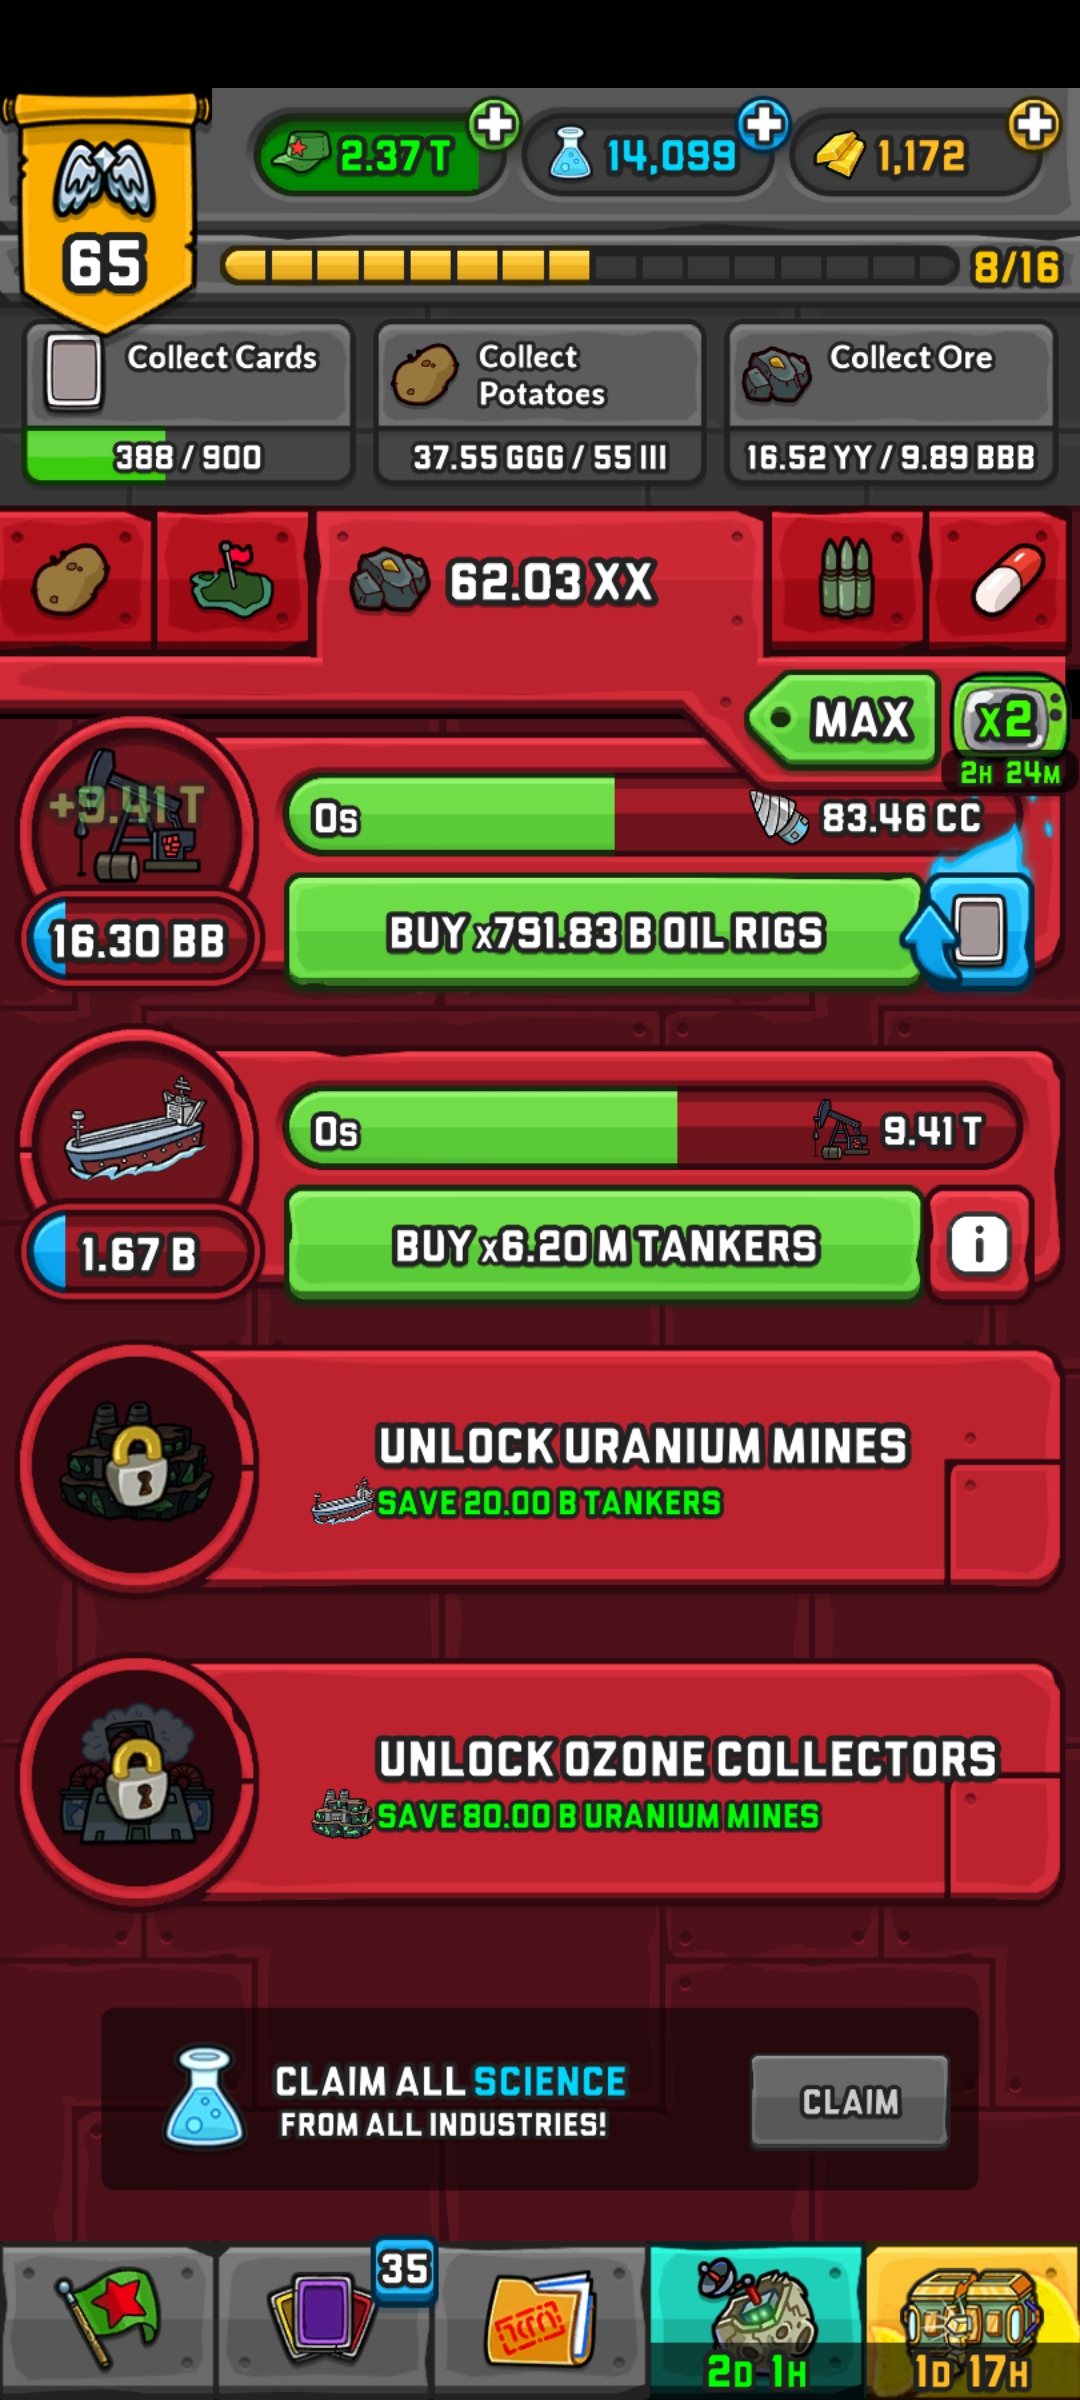 2.37 T
14,099
1,172
65
8/16
Collect Cards
388 / 900
Collect
Potatoes
37.55 GGG / 55 III
Collect Ore
16.52 YY / 9.89 BBB
62.03 XX
MAX
x2
2H 24M
+9.41 T
0s
83.46 CC
16.30 BB
BUY x791.83 B OIL RIGS
0s
9.41 T
1.67 B
BUY x6.20 M TANKERS
i
UNLOCK URANIUM MINES
SAVE 20.00 B TANKERS
UNLOCK OZONE COLLECTORS
SAVE 80.00 B URANIUM MINES
CLAIM ALL SCIENCE
FROM ALL INDUSTRIES!
CLAIM
35
2D 1H
1D 17H